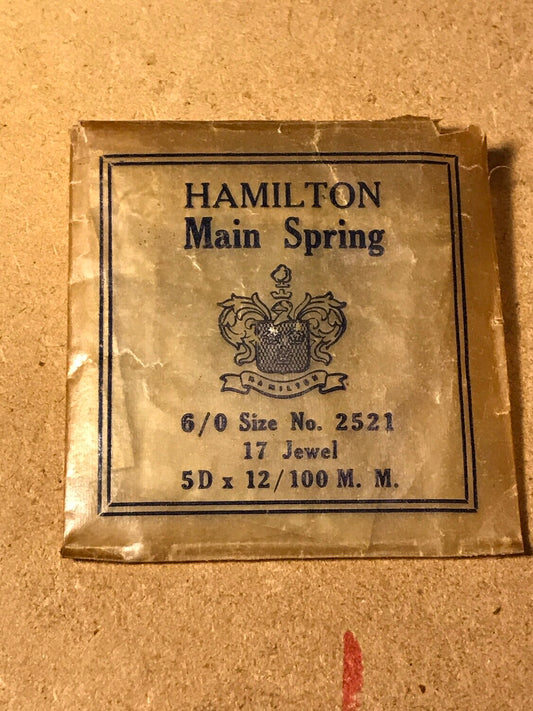 HAMILTON
Main Spring
HAMILTON
6/0 Size No. 2521
17 Jewel
5D x 12/100 M. M.